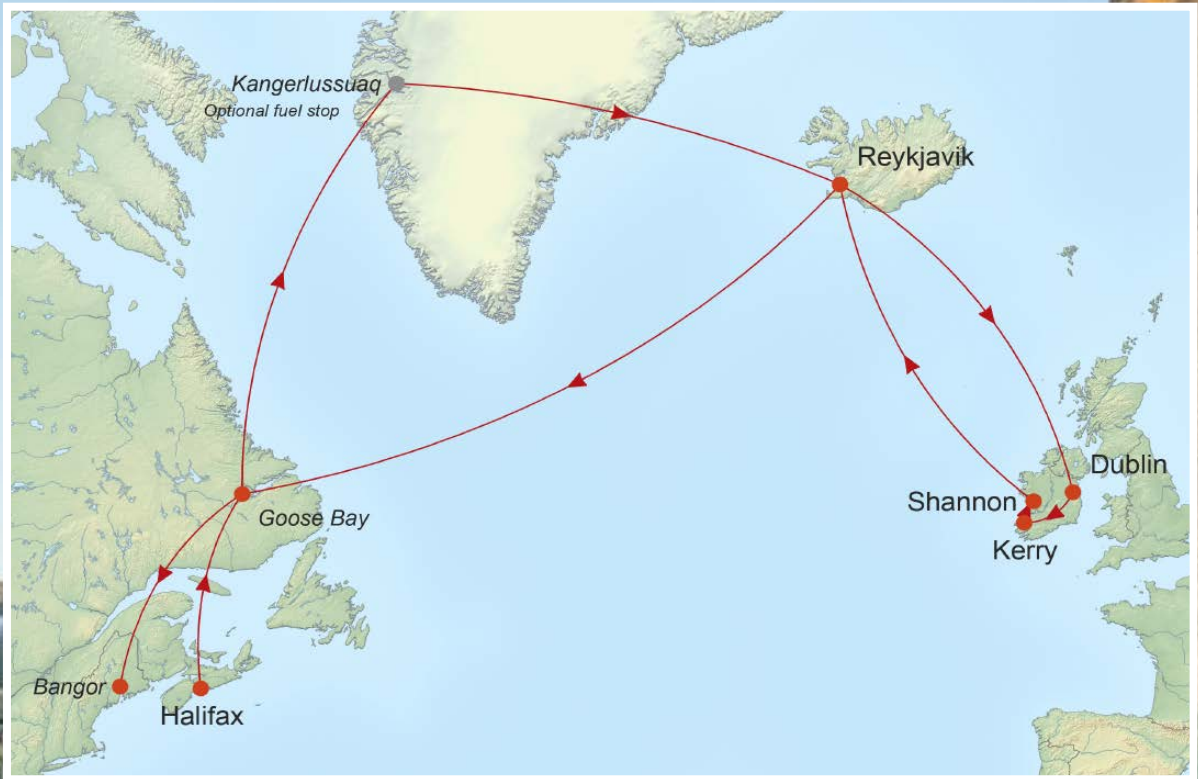 Kangerlussuaq
Optional fuel stop
Reykjavik
Dublin
Shannon
Goose Bay
Kerry
Bangor
Halifax